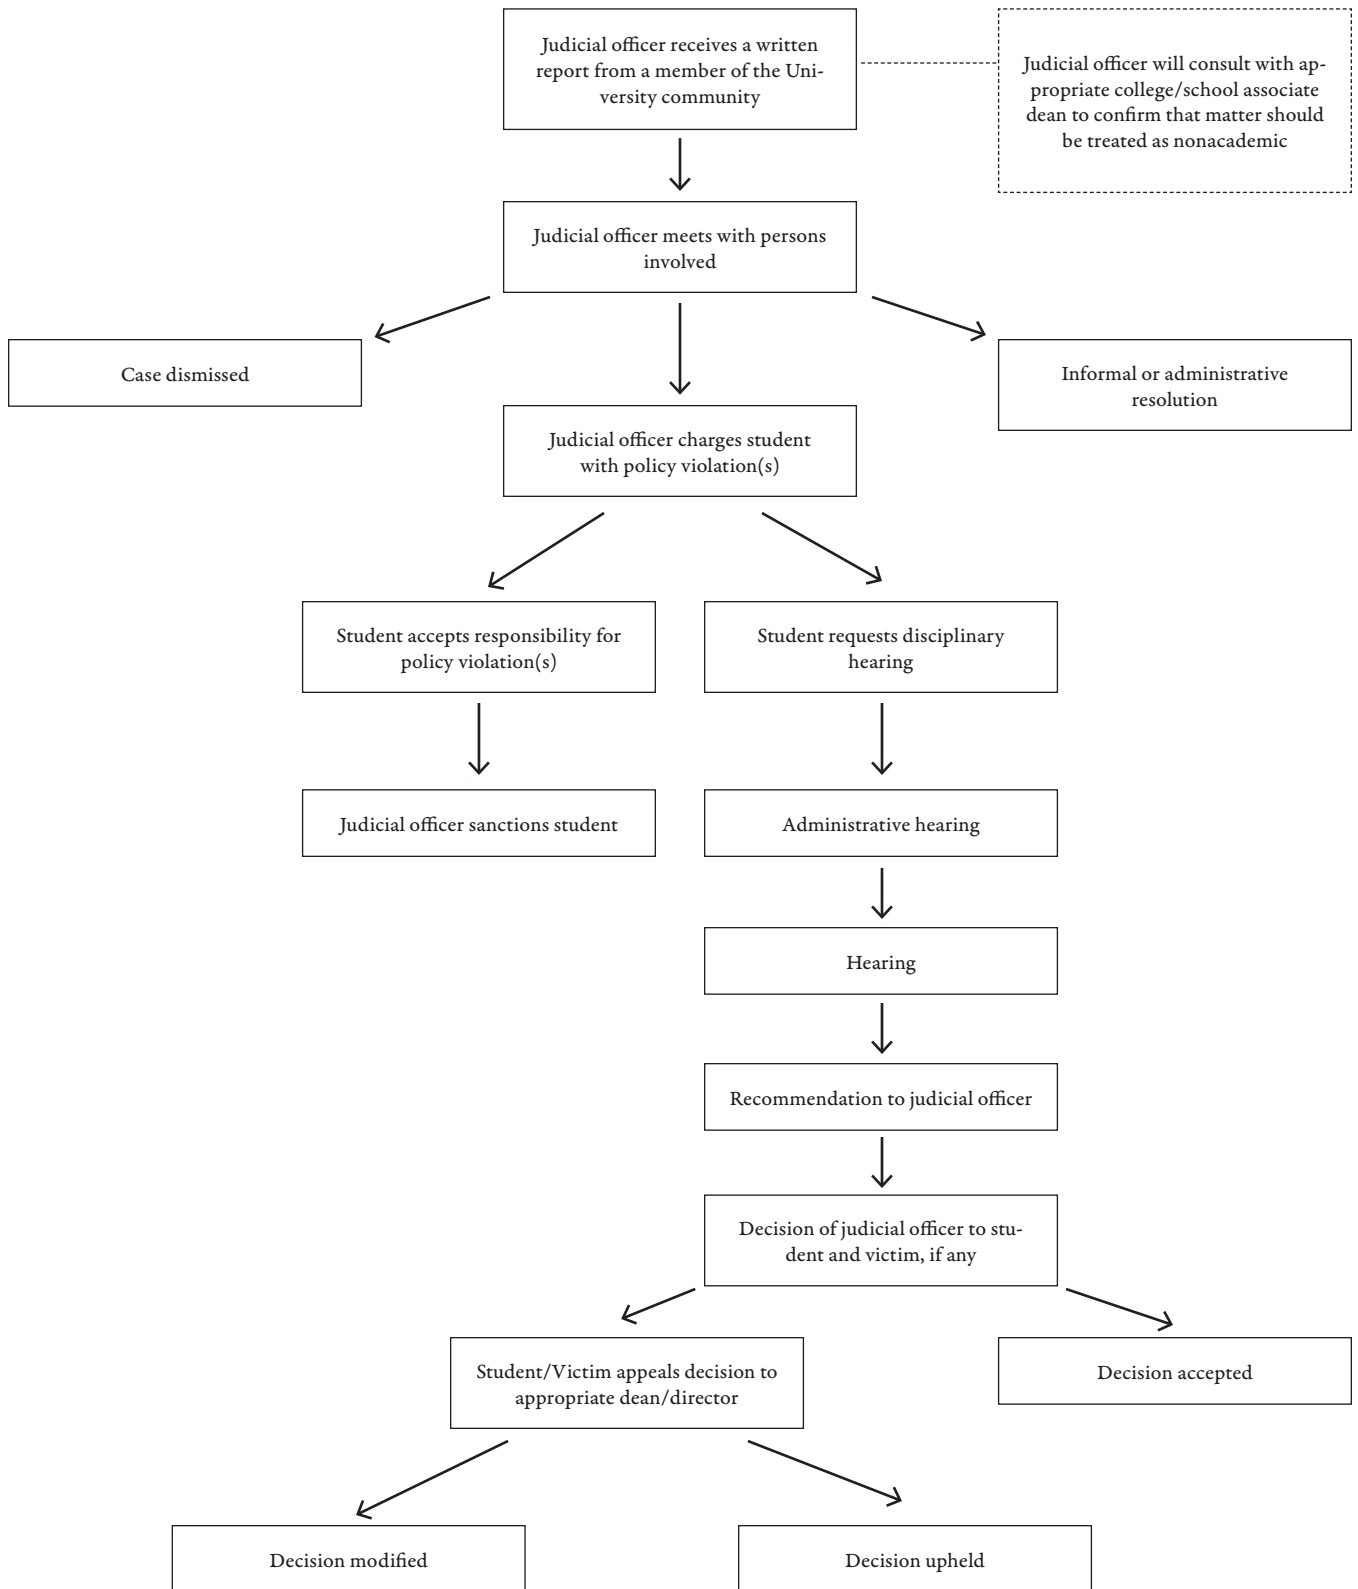 Judicial officer receives a written
report from a member of the Uni-
versity community
Judicial officer will consult with ap-
propriate college/school associate
dean to confirm that matter should
be treated as nonacademic
Judicial officer meets with persons
involved
Case dismissed
Informal or administrative
resolution
Judicial officer charges student
with policy violation(s)
Student accepts responsibility for
policy violation(s)
Student requests disciplinary
hearing
Judicial officer sanctions student
Administrative hearing
Hearing
Recommendation to judicial officer
Decision of judicial officer to stu-
dent and victim, if any
Student/Victim appeals decision to
appropriate dean/director
Decision accepted
Decision modified
Decision upheld